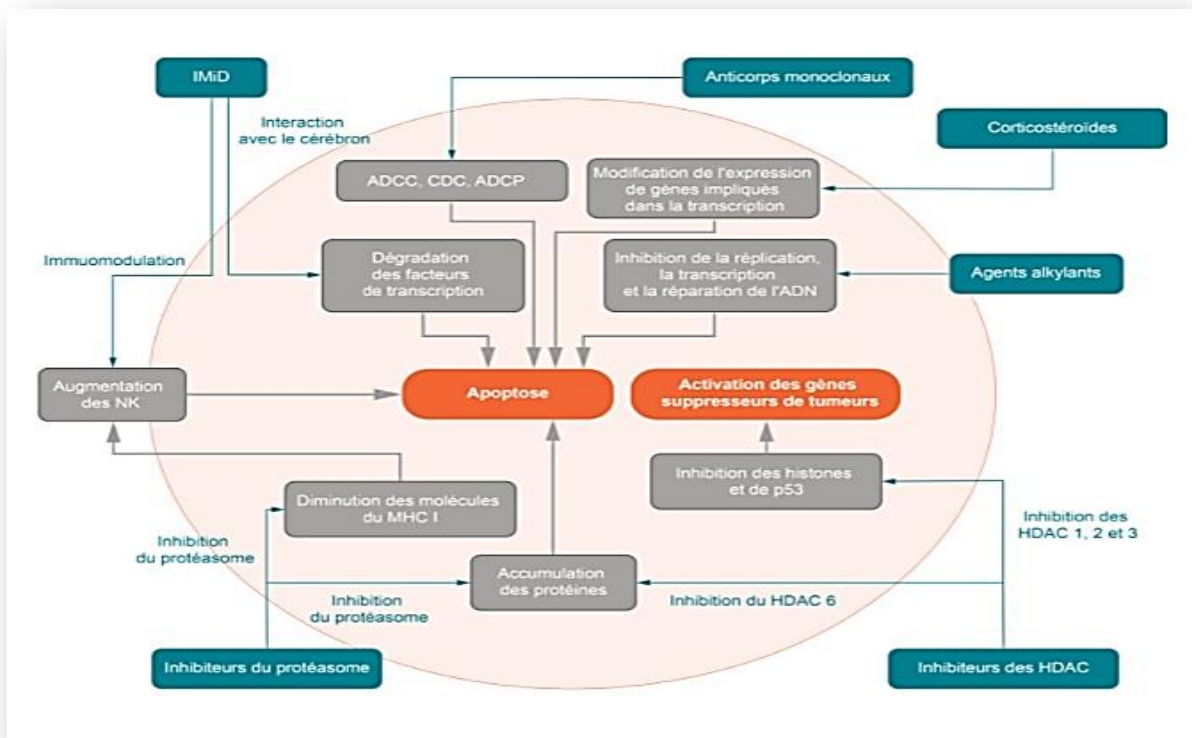 IMiD
Anticorps monoclonaux
Interaction
avec le cérébron
Corticostéroïdes
ADCC, CDC, ADCP
Modification de l'expression
de gènes impliqués
dans la transcription
Immuomodulation
Dégradation
des facteurs
de transcription
Inhibition de la réplication,
la transcription
et la réparation de l'ADN
Agents alkylants
Augmentation
des NK
Apoptose
Activation des gènes
suppresseurs de tumeurs
Inhibition des histones
et de p53
Diminution des molécules
du MHC I
Inhibition des
HDAC 1, 2 et 3
Inhibition
du protéasome
Accumulation
des protéines
Inhibition
du protéasome
Inhibition du HDAC 6
Inhibiteurs du protéasome
Inhibiteurs des HDAC